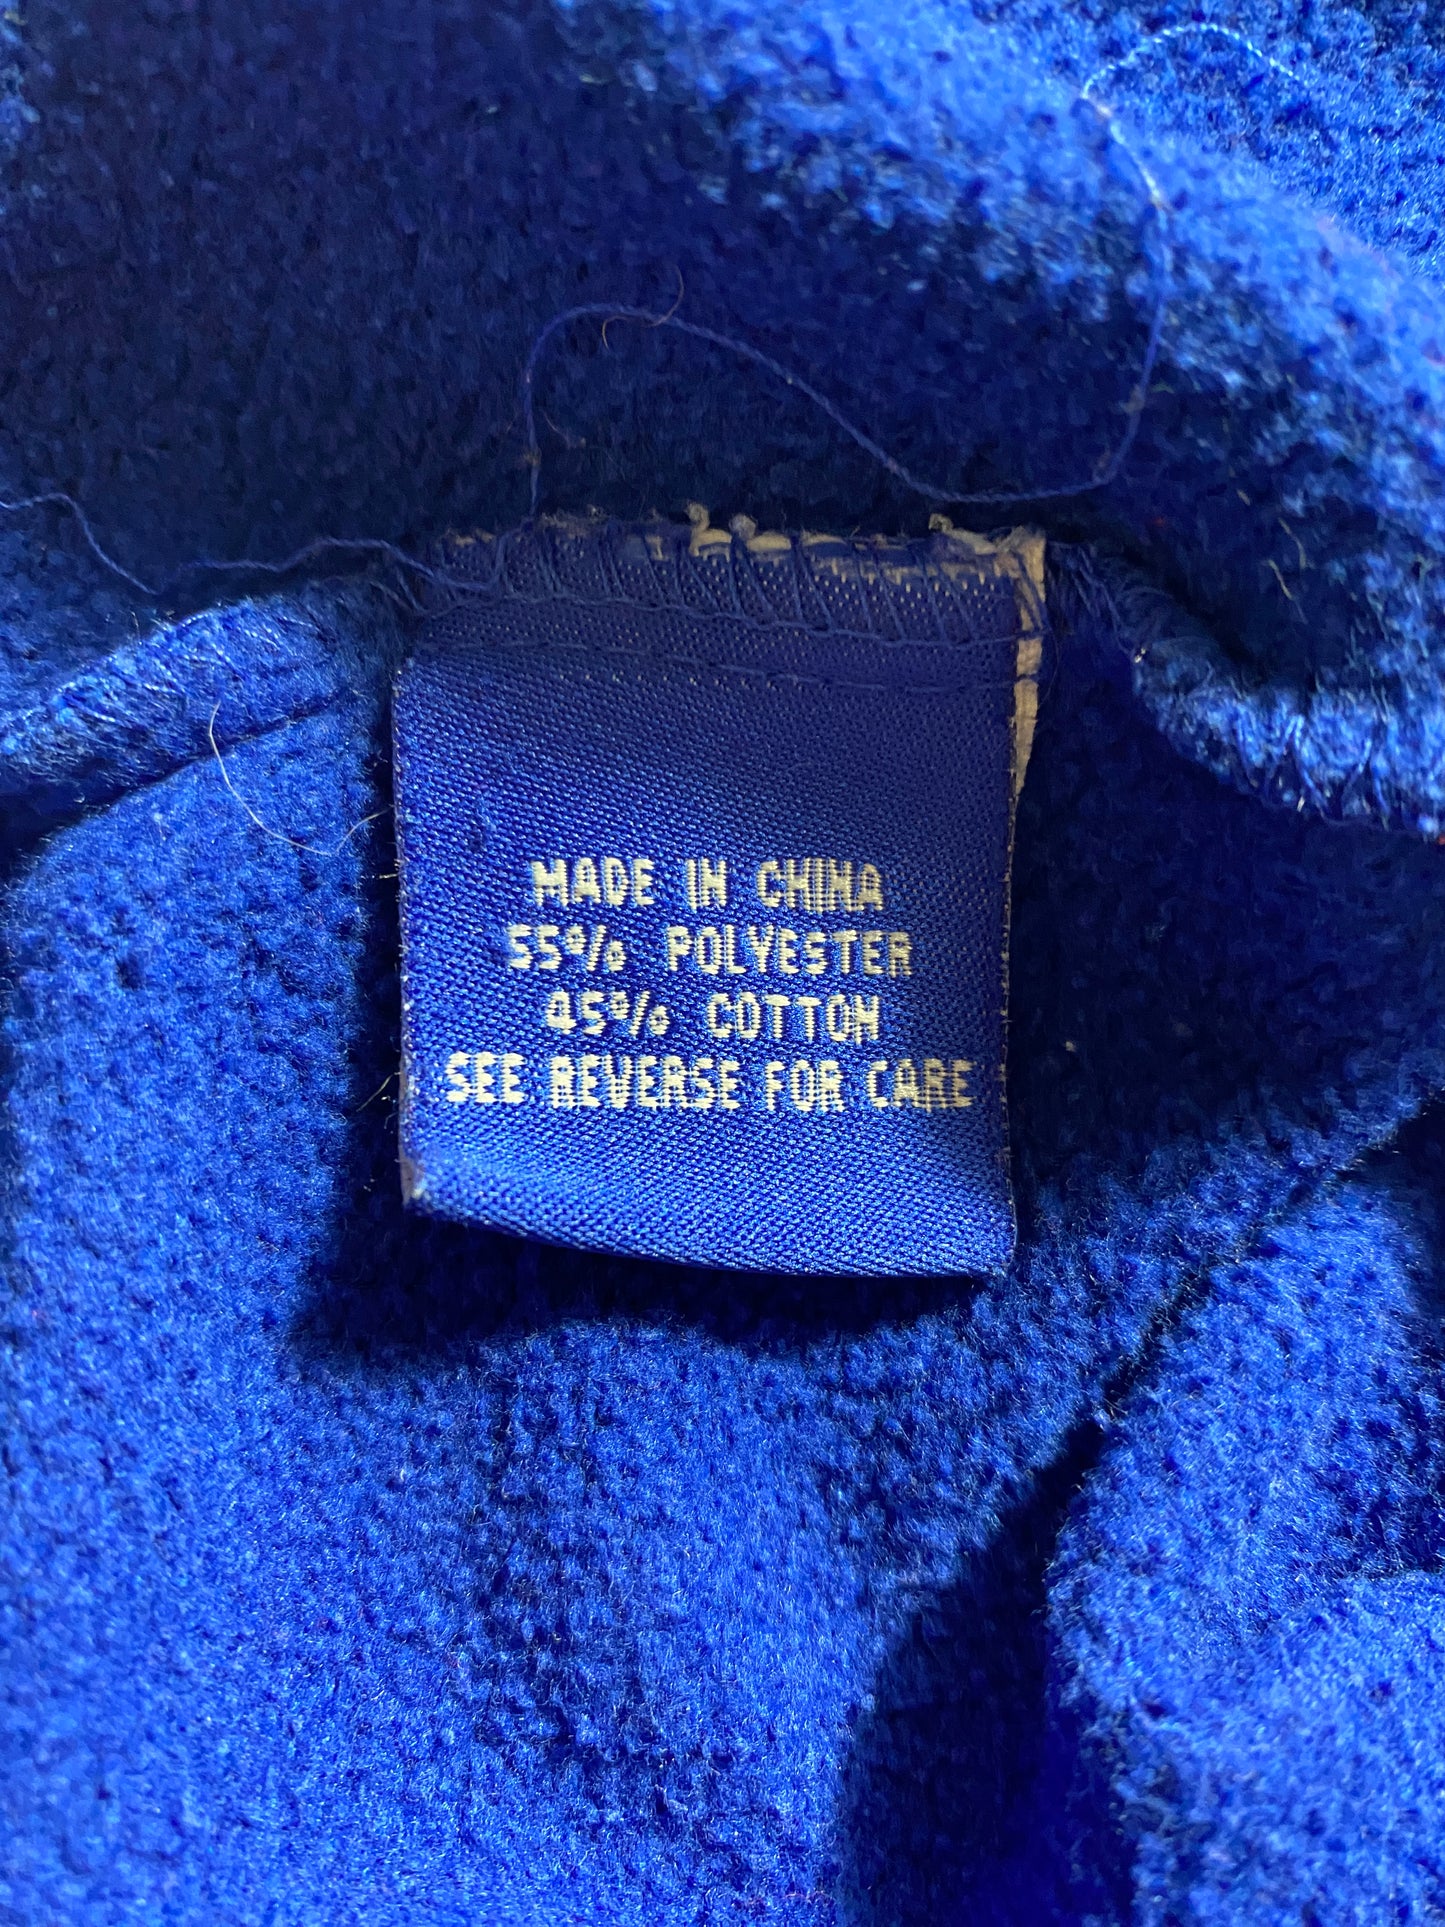 MADE IN CHINA
55% POLYESTER
45% COTTON
SEE REVERSE FOR CARE